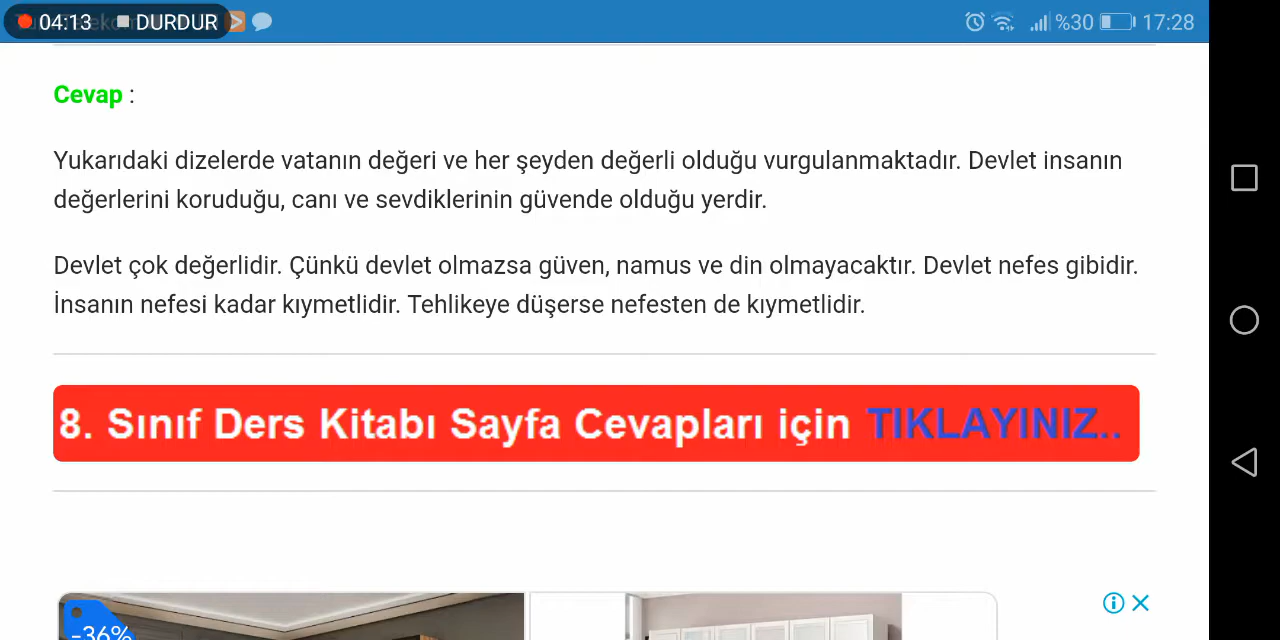 04:13 DURDUR %30 17:28
Cevap :
Yukarıdaki dizelerde vatanın değeri ve her şeyden değerli olduğu vurgulanmaktadır. Devlet insanın
değerlerini koruduğu, canı ve sevdiklerinin güvende olduğu yerdir.
Devlet çok değerlidir. Çünkü devlet olmazsa güven, namus ve din olmayacaktır. Devlet nefes gibidir.
İnsanın nefesi kadar kıymetlidir. Tehlikeye düşerse nefesten de kıymetlidir.
8. Sınıf Ders Kitabı Sayfa Cevapları için TIKLAYINIZ..
-36%